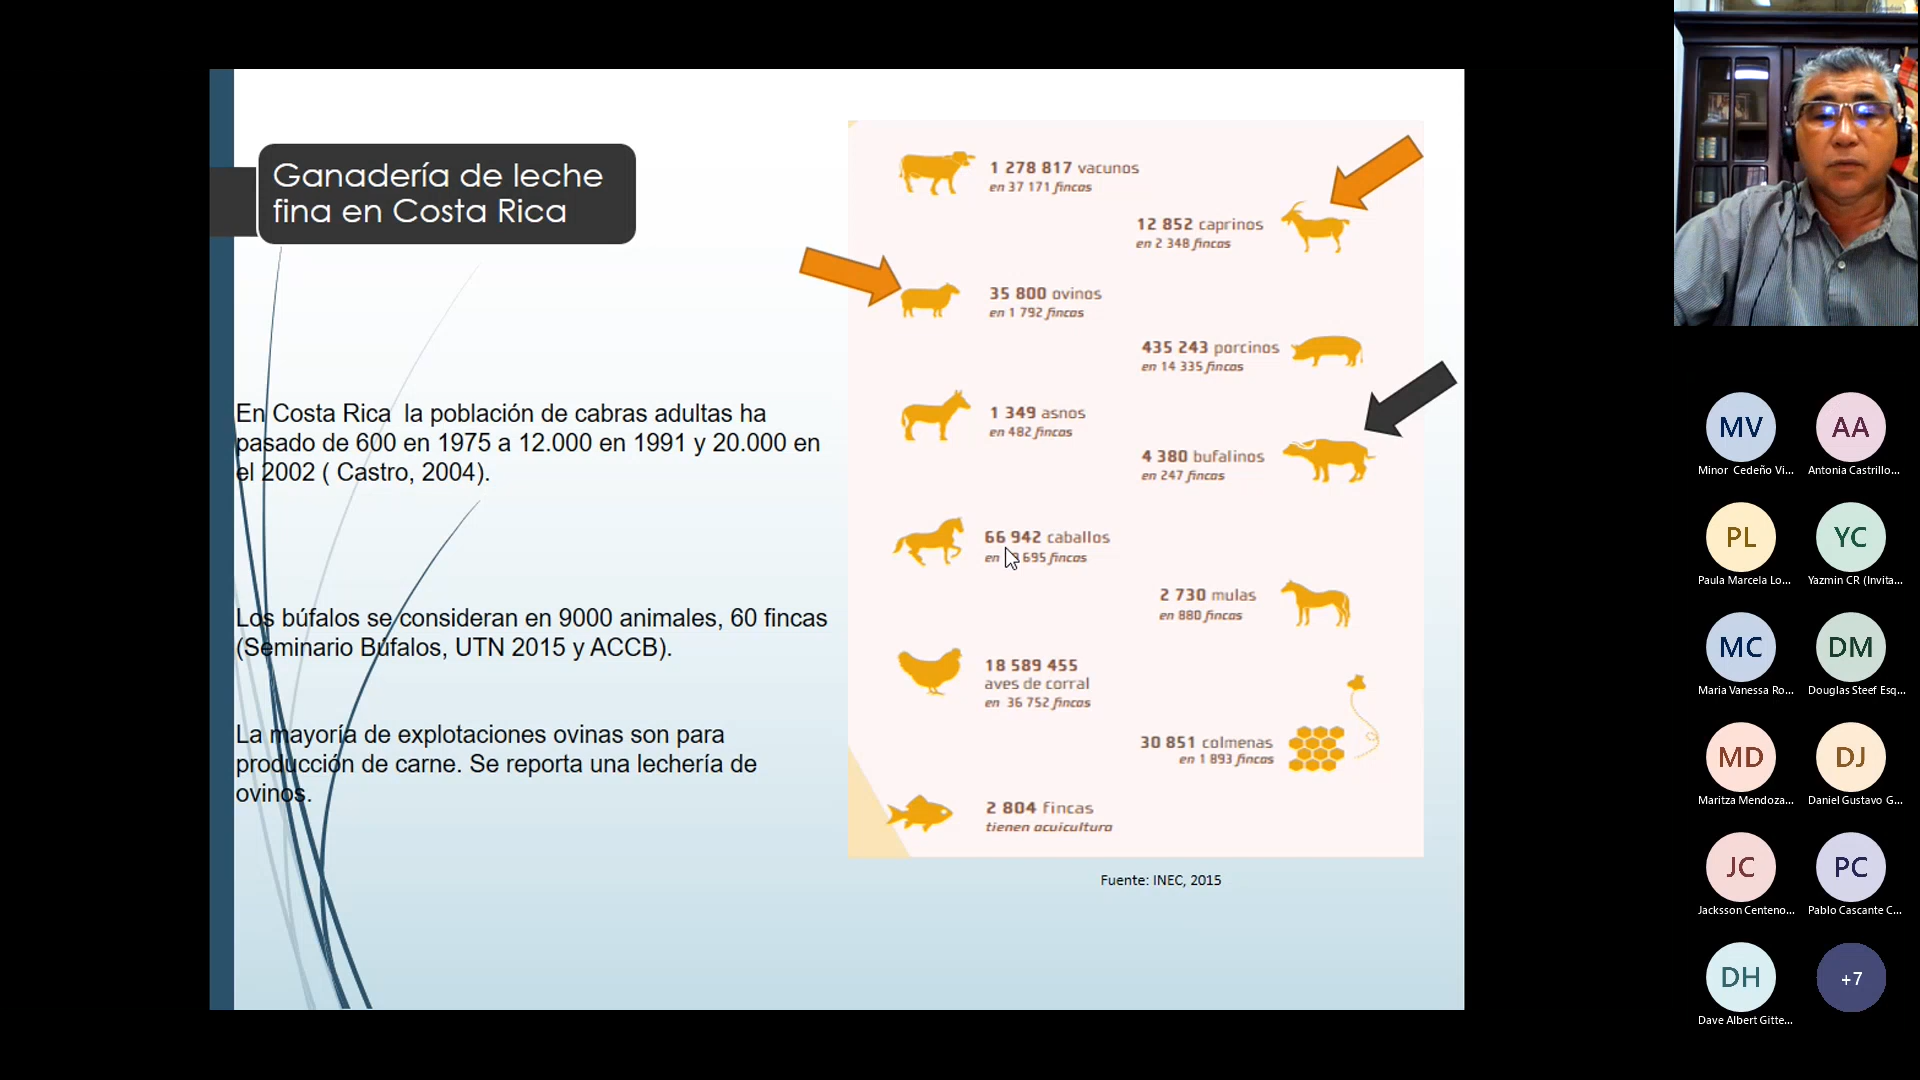 Ganadería de leche
fina en Costa Rica
En Costa Rica  la población de cabras adultas ha
pasado de 600 en 1975 a 12.000 en 1991 y 20.000 en
el 2002 ( Castro, 2004).
Los búfalos se consideran en 9000 animales, 60 fincas
(Seminario Búfalos, UTN 2015 y ACCB).
La mayoría de explotaciones ovinas son para
producción de carne. Se reporta una lechería de
ovinos.
1 278 817 vacunos
en 37 171 fincas
12 852 caprinos
en 2 348 fincas
35 800 ovinos
en 1 792 fincas
435 243 porcinos
en 14 335 fincas
1 349 asnos
en 482 fincas
4 380 bufalinos
en 247 fincas
66 942 caballos
en 695 fincas
2 730 mulas
en 880 fincas
18 589 455
aves de corral
en 36 752 fincas
30 851 colmenas
en 1 893 fincas
2 804 fincas
tienen acuicultura
Fuente: INEC, 2015
MV
Minor Cedeño Vi...
AA
Antonia Castrillo...
PL
Paula Marcela Lo...
YC
Yazmin CR (Invita...
MC
Maria Vanessa Ro...
DM
Douglas Steef Esq...
MD
Maritza Mendoza...
DJ
Daniel Gustavo G...
JC
Jacksson Centeno...
PC
Pablo Cascante C...
DH
Dave Albert Gitte...
+7